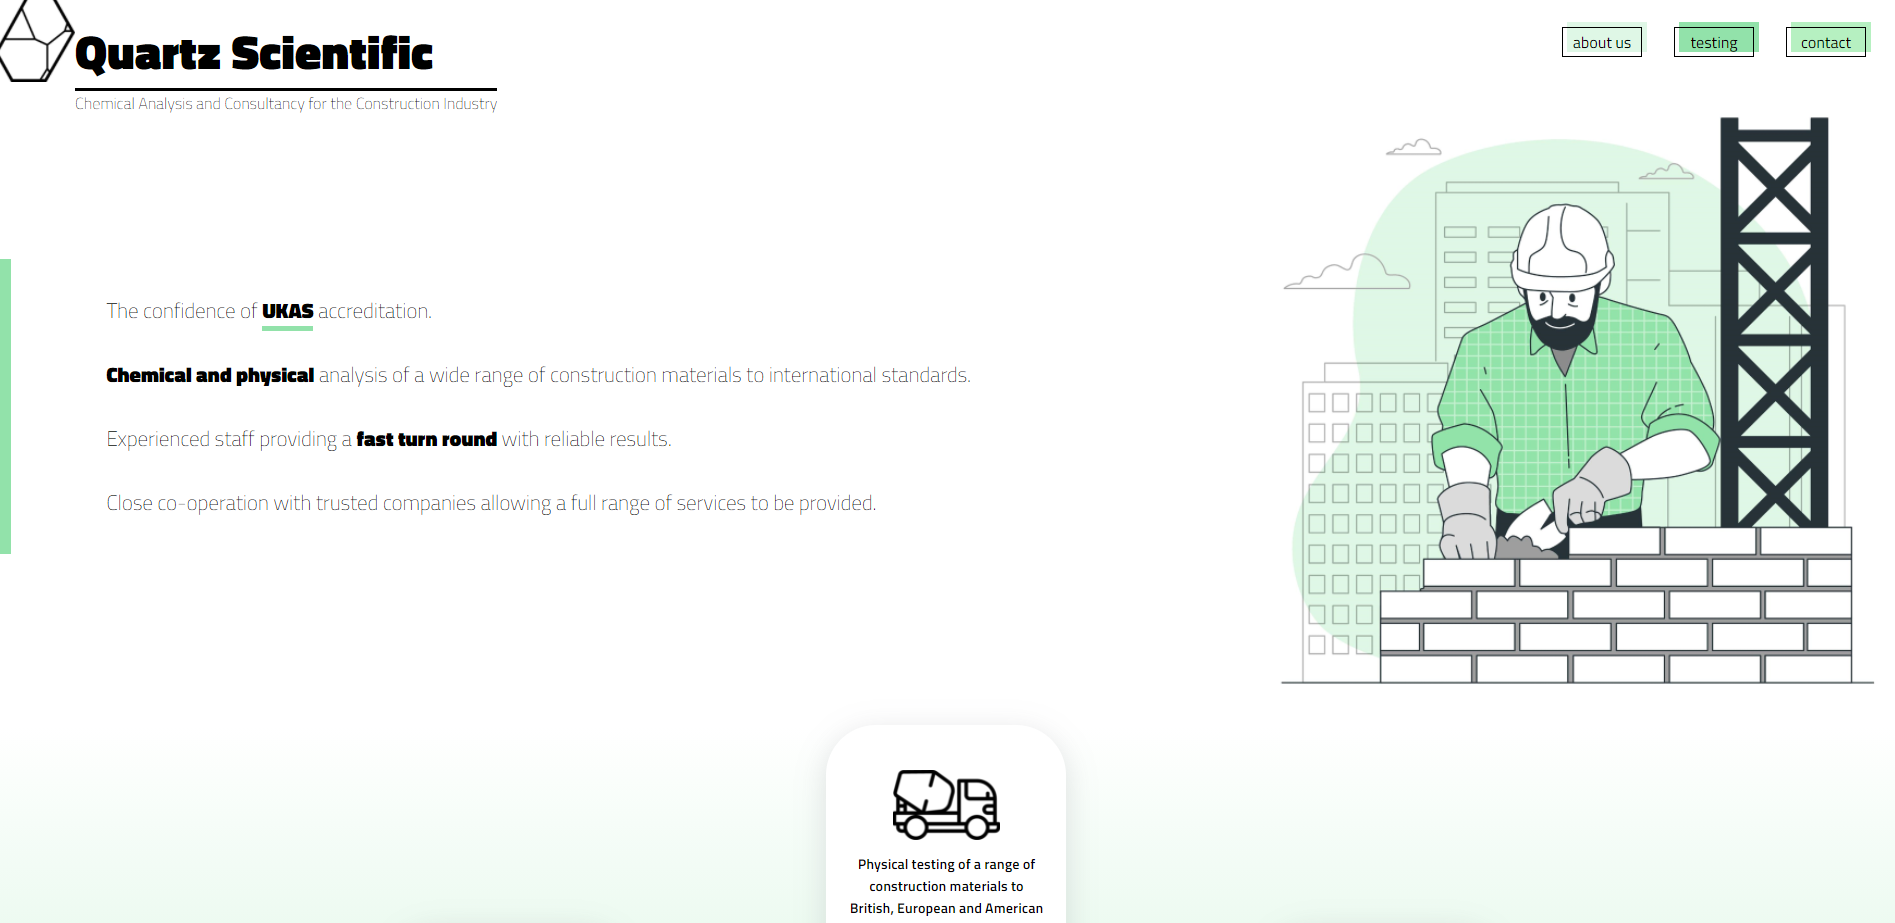 Quartz Scientific
Chemical Analysis and Consultancy for the Construction Industry
about us
testing
contact
The confidence of UKAS accreditation.
Chemical and physical analysis of a wide range of construction materials to international standards.
Experienced staff providing a fast turn round with reliable results.
Close co-operation with trusted companies allowing a full range of services to be provided.
Physical testing of a range of
construction materials to
British, European and American